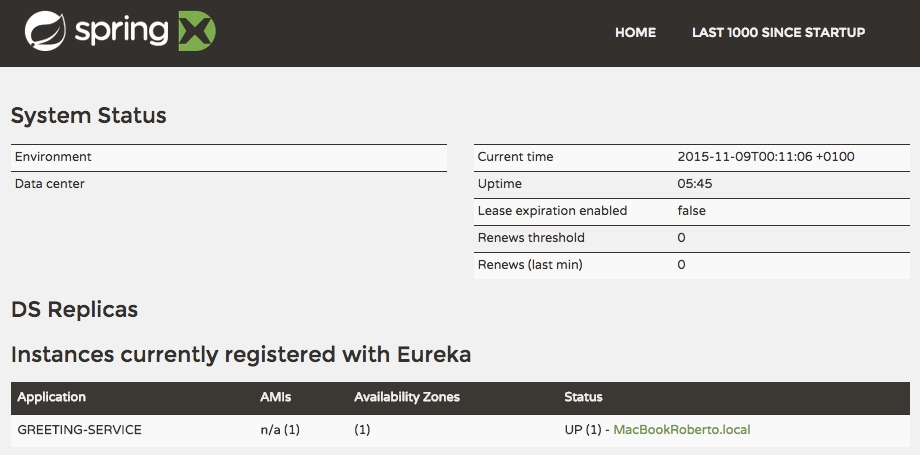 spring
HOME LAST 1000 SINCE STARTUP
System Status
Environment
Data center
Current time 2015-11-09T00:11:06 +0100
Uptime 05:45
Lease expiration enabled false
Renews threshold 0
Renews (last min) 0
DS Replicas
Instances currently registered with Eureka
Application AMIs Availability Zones Status
GREETING-SERVICE n/a (1) (1) UP (1) - MacBookRoberto.local